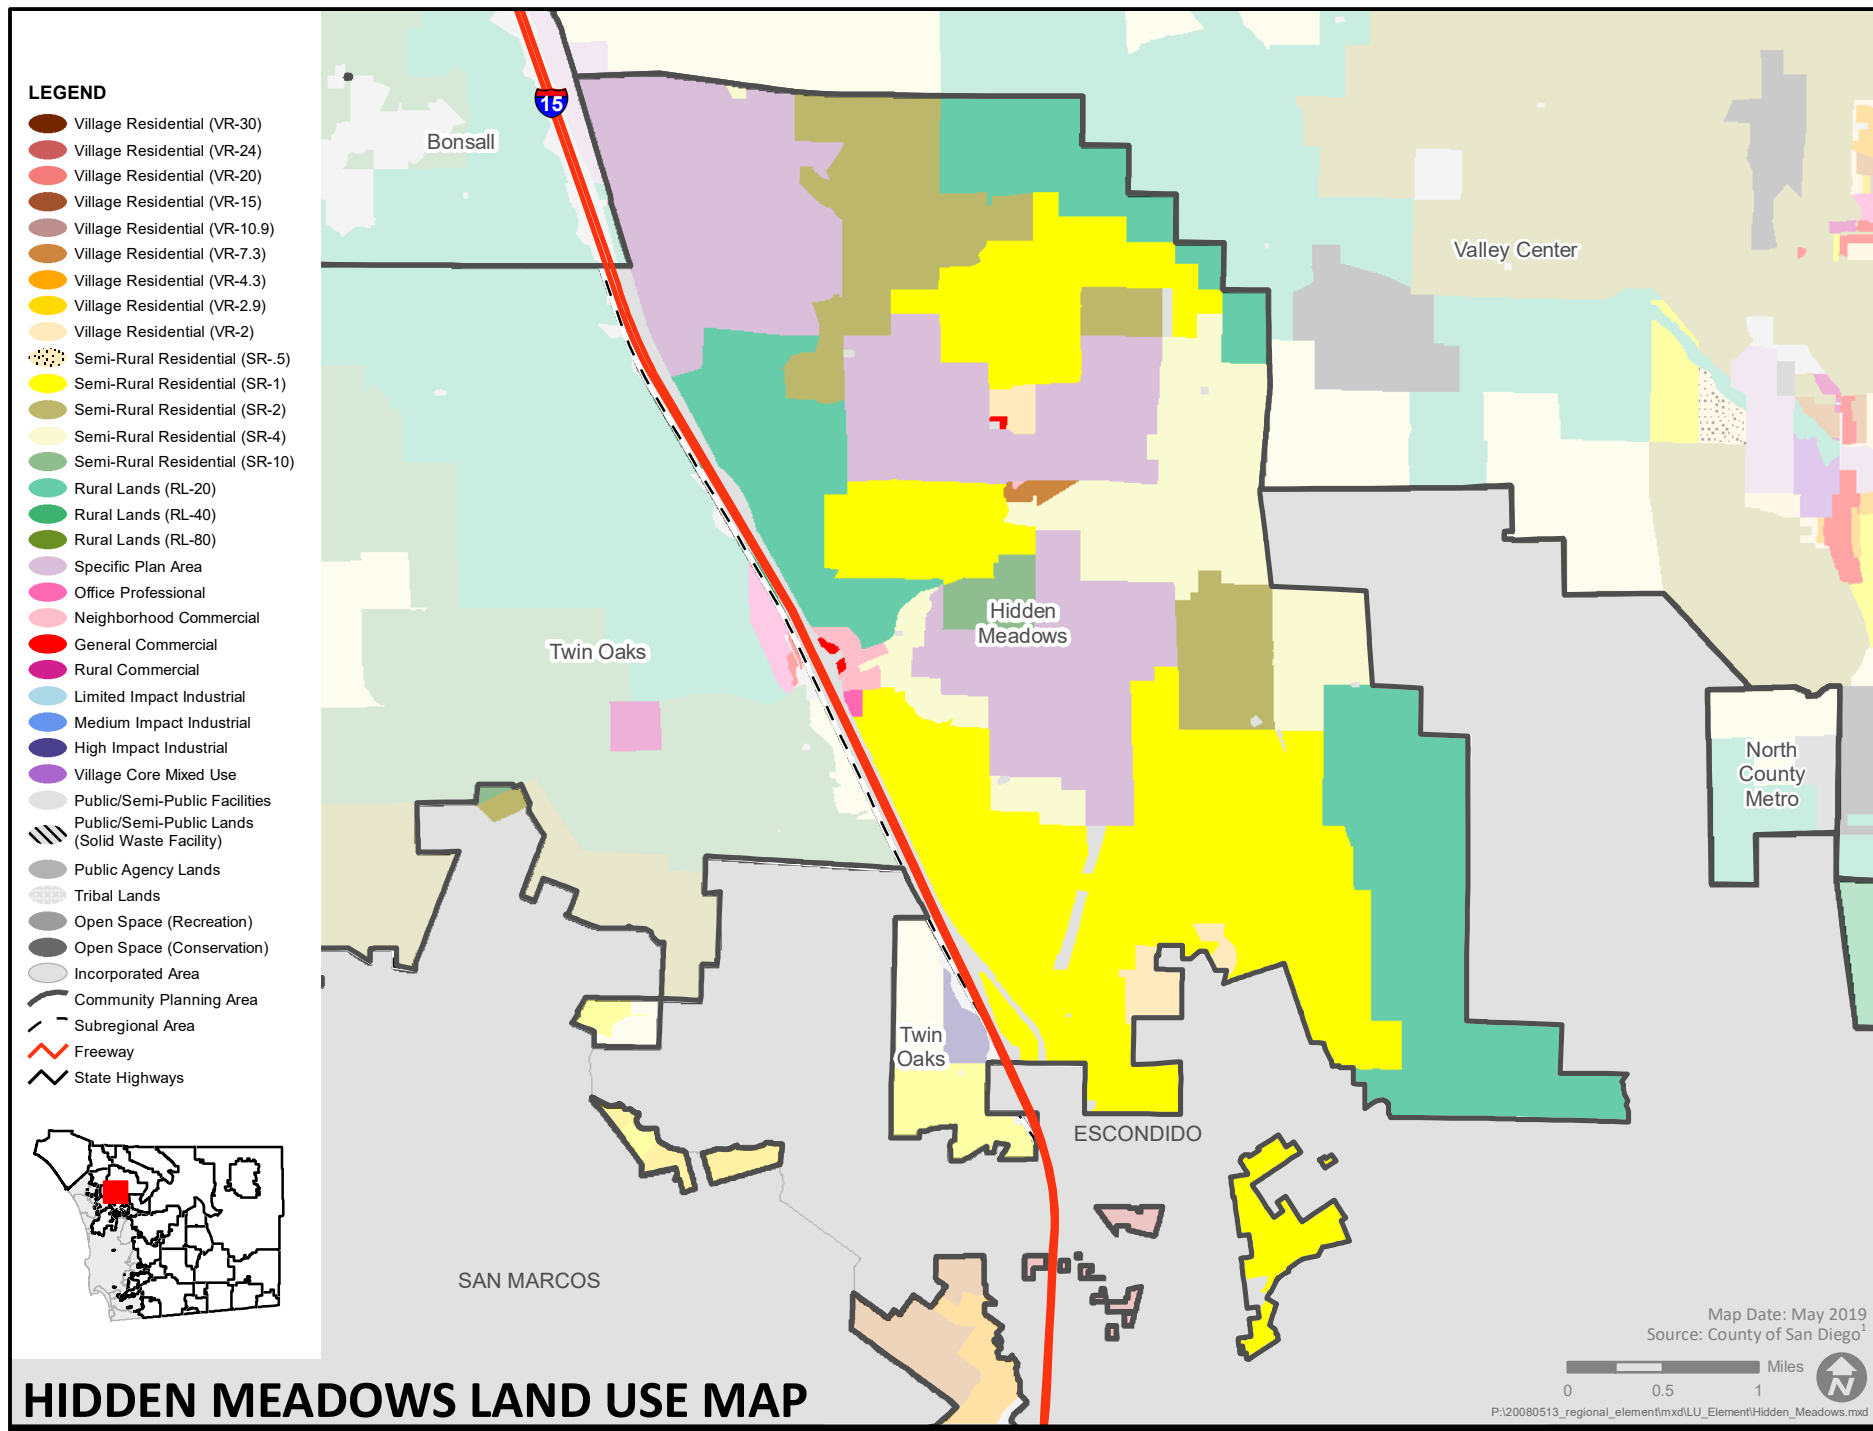 LEGEND
Village Residential (VR-30)
Village Residential (VR-24)
Village Residential (VR-20)
Village Residential (VR-15)
Village Residential (VR-10.9)
Village Residential (VR-7.3)
Village Residential (VR-4.3)
Village Residential (VR-2.9)
Village Residential (VR-2)
Semi-Rural Residential (SR-.5)
Semi-Rural Residential (SR-1)
Semi-Rural Residential (SR-2)
Semi-Rural Residential (SR-4)
Semi-Rural Residential (SR-10)
Rural Lands (RL-20)
Rural Lands (RL-40)
Rural Lands (RL-80)
Specific Plan Area
Office Professional
Neighborhood Commercial
General Commercial
Rural Commercial
Limited Impact Industrial
Medium Impact Industrial
High Impact Industrial
Village Core Mixed Use
Public/Semi-Public Facilities
Public/Semi-Public Lands
(Solid Waste Facility)
Public Agency Lands
Tribal Lands
Open Space (Recreation)
Open Space (Conservation)
Incorporated Area
Community Planning Area
Subregional Area
Freeway
State Highways
15
Bonsall
Valley Center
Hidden
Meadows
Twin Oaks
North
County
Metro
Twin
Oaks
ESCONDIDO
SAN MARCOS
Map Date: May 2019
Source: County of San Diego1
Miles
0 0.5 1
N
P:\20080513_regional_element\mxd\LU_Element\Hidden_Meadows.mxd
HIDDEN MEADOWS LAND USE MAP